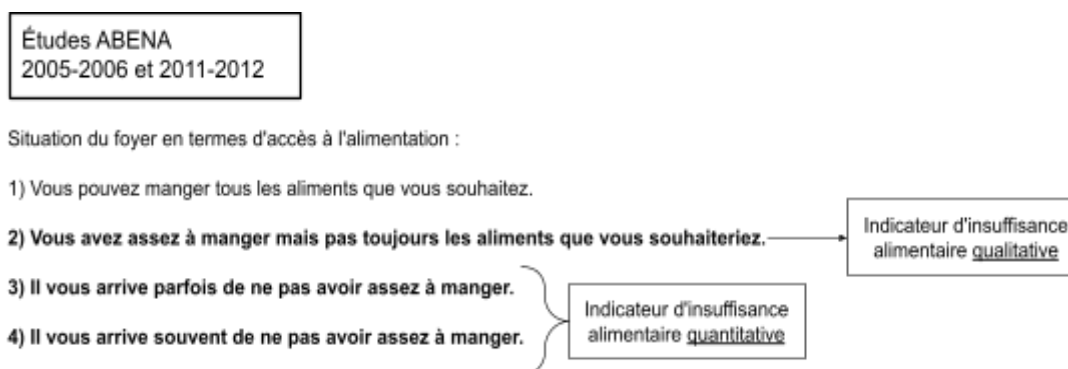 Études ABENA
2005-2006 et 2011-2012
Situation du foyer en termes d'accès à l'alimentation :
1) Vous pouvez manger tous les aliments que vous souhaitez.
2) Vous avez assez à manger mais pas toujours les aliments que vous souhaiteriez.
Indicateur d'insuffisance
alimentaire qualitative
3) Il vous arrive parfois de ne pas avoir assez à manger.
4) Il vous arrive souvent de ne pas avoir assez à manger.
Indicateur d'insuffisance
alimentaire quantitative